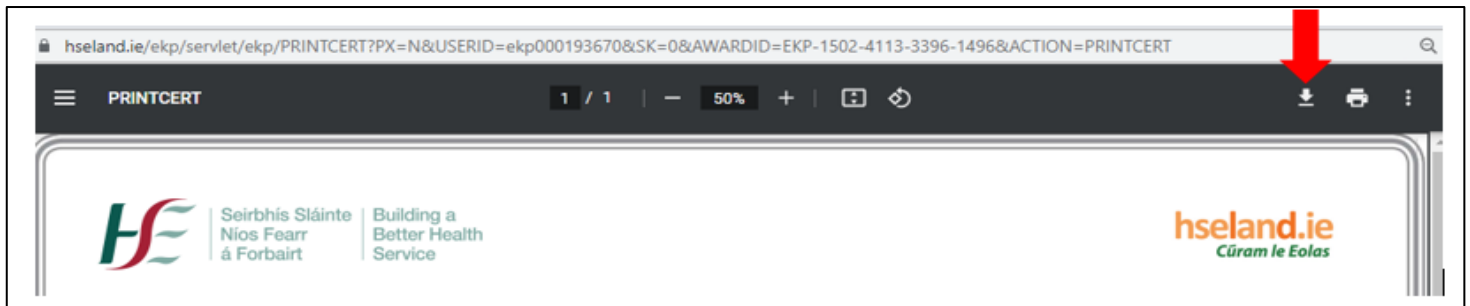 hseland.ie/ekp/servlet/ekp/PRINTCERT?PX=N&USERID=ekp000193670&SK=0&AWARDID=EKP-1502-4113-3396-1496&ACTION=PRINTCERT
PRINTCERT 1 / 1 50%
Seirbhís Sláinte
Níos Fearr
á Forbairt
Building a
Better Health
Service
hseland.ie
Cūram le Eolas